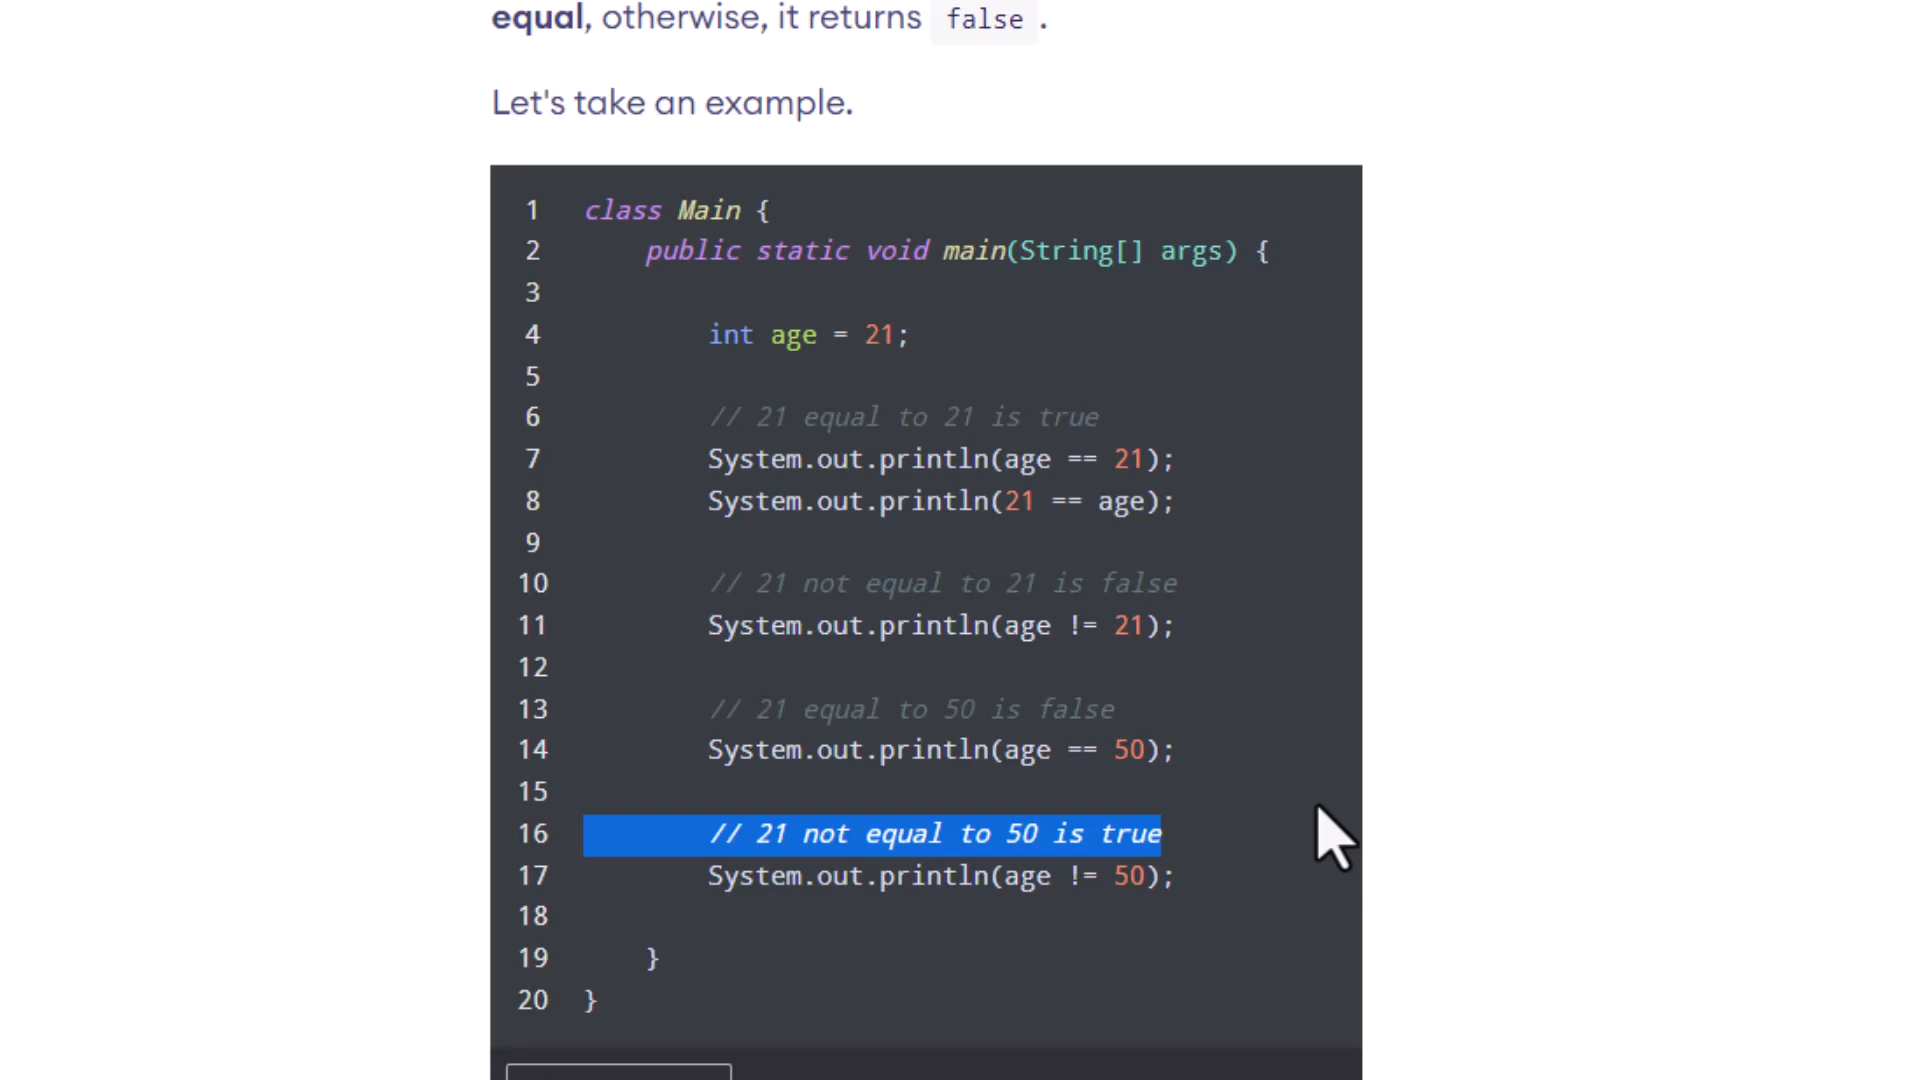 equal, otherwise, it returns false .
Let's take an example.
1 class Main {
2 public static void main(String[] args) {
3
4 int age = 21;
5
6 // 21 equal to 21 is true
7 System.out.println(age == 21);
8 System.out.println(21 == age);
9
10 // 21 not equal to 21 is false
11 System.out.println(age != 21);
12
13 // 21 equal to 50 is false
14 System.out.println(age == 50);
15
16 // 21 not equal to 50 is true
17 System.out.println(age != 50);
18
19 }
20 }